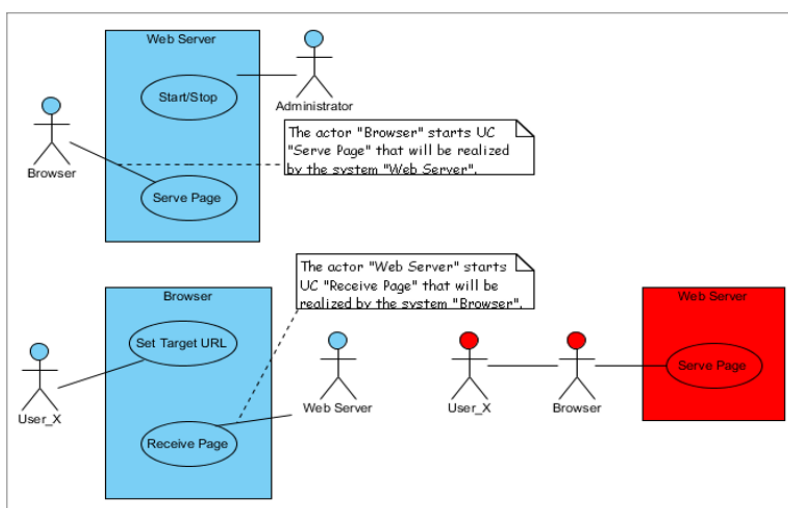 Web Server
Start/Stop
Administrator
The actor "Browser" starts UC
"Serve Page" that will be realized
by the system "Web Server".
Browser
Serve Page
The actor "Web Server" starts
UC "Receive Page" that will be
realized by the system "Browser".
Browser
Web Server
Set Target URL
Serve Page
User_X
Web Server
User_X
Browser
Receive Page